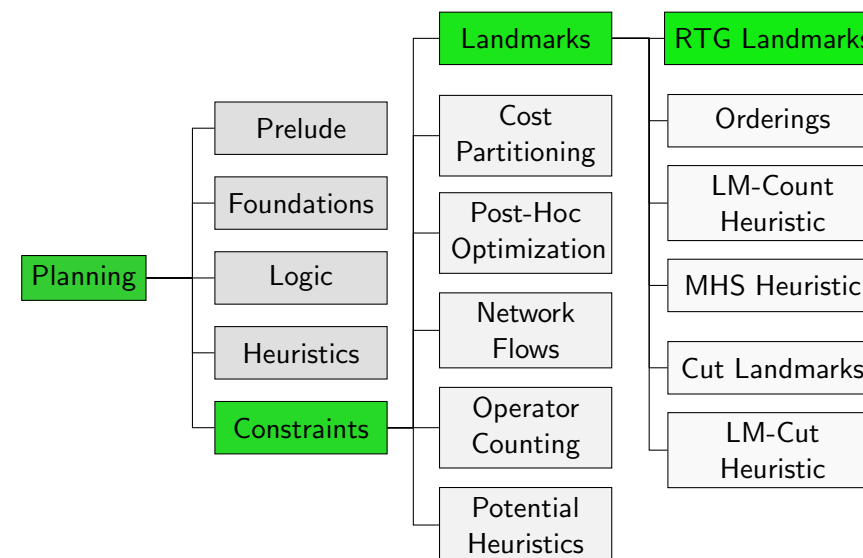 Planning
Prelude
Foundations
Logic
Heuristics
Constraints
Landmarks
Cost
Partitioning
Post-Hoc
Optimization
Network
Flows
Operator
Counting
Potential
Heuristics
RTG Landmarks
Orderings
LM-Count
Heuristic
MHS Heuristic
Cut Landmarks
LM-Cut
Heuristic